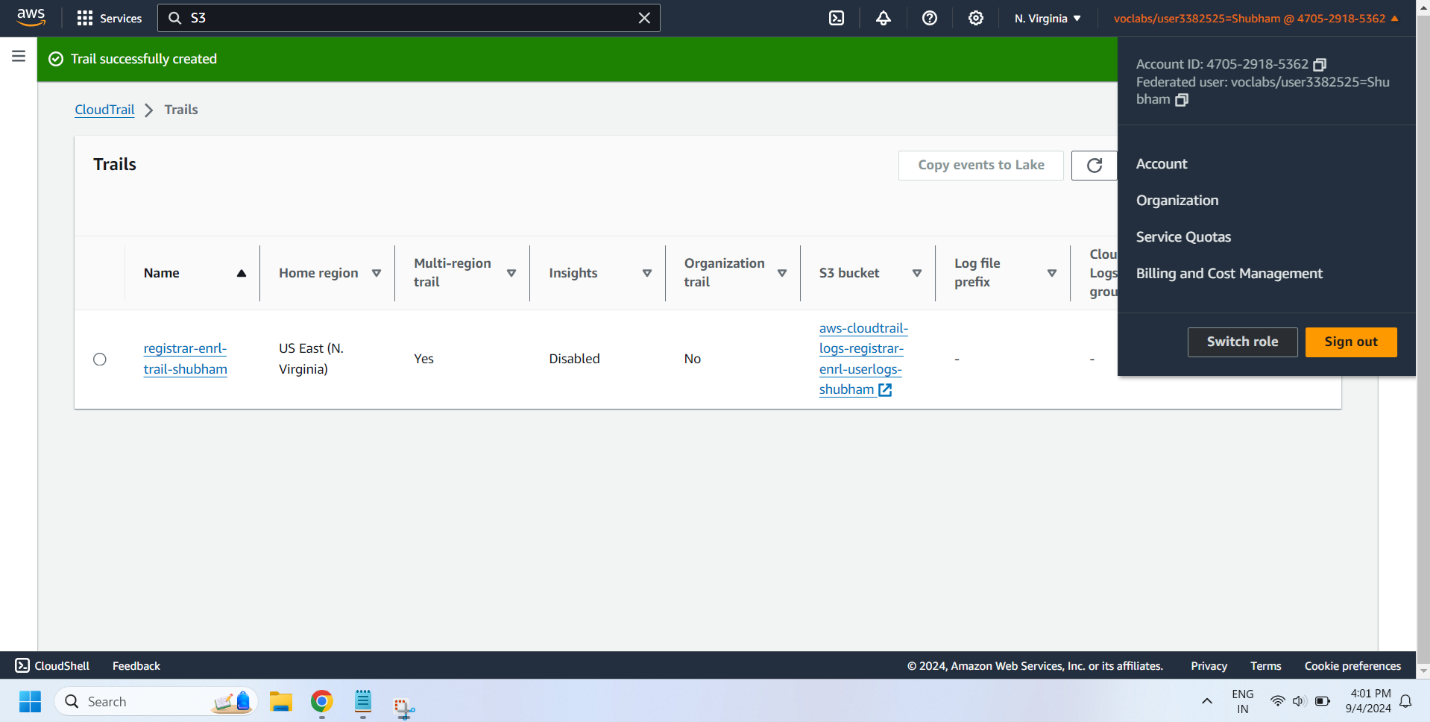 aws
Services
S3
N. Virginia
voclabs/user3382525=Shubham @ 4705-2918-5362
Trail successfully created
Account ID: 4705-2918-5362
Federated user: voclabs/user3382525=Shu
bham
Account
Organization
Service Quotas
Billing and Cost Management
Switch role
Sign out
CloudTrail
Trails
Trails
Copy events to Lake
Name
Home region
Multi-region
trail
Insights
Organization
trail
S3 bucket
Log file
prefix
Clou
Logs
grou
registrar-enrl-
trail-shubham
US East (N.
Virginia)
Yes
Disabled
No
aws-cloudtrail-
logs-registrar-
enrl-userlogs-
shubham
-
-
CloudShell
Feedback
© 2024, Amazon Web Services, Inc. or its affiliates.
Privacy
Terms
Cookie preferences
Search
ENG
IN
4:01 PM
9/4/2024